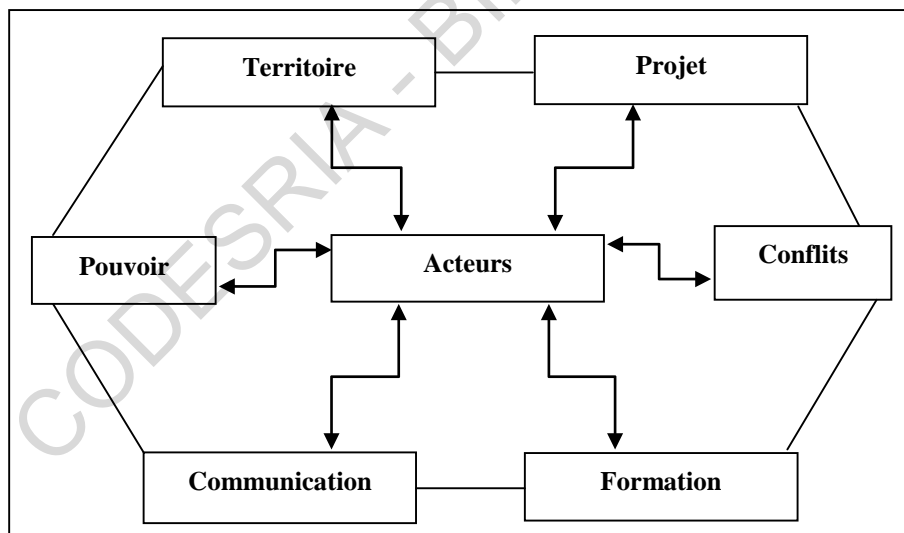 Territoire
Projet
Pouvoir
Acteurs
Conflits
Communication
Formation
CODESRIA -